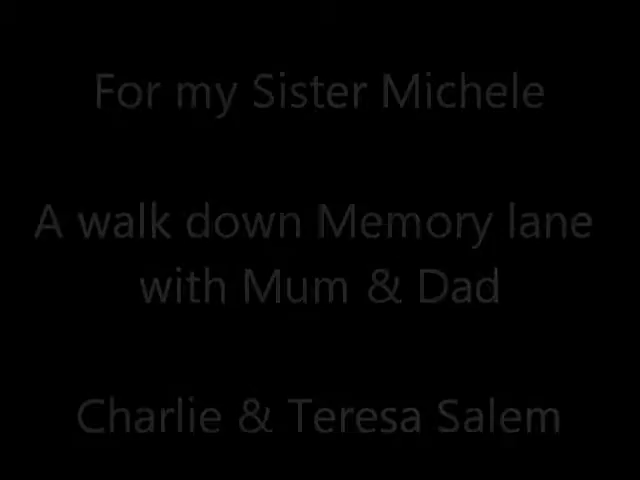 For my Sister Michele
A walk down Memory lane
with Mum & Dad
Charlie & Teresa Salem